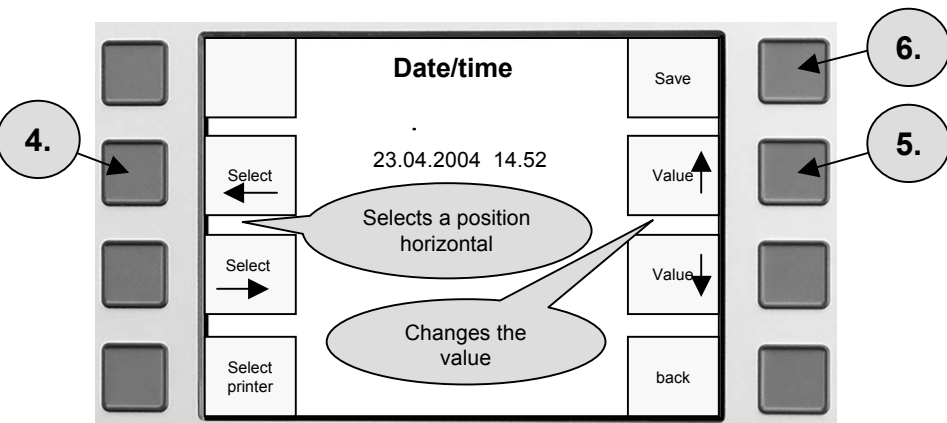 Date/time
Save
6.
4.
5.
23.04.2004 14.52
Select
Value
Selects a position
horizontal
Select
Value
Changes the
value
Select
printer
back